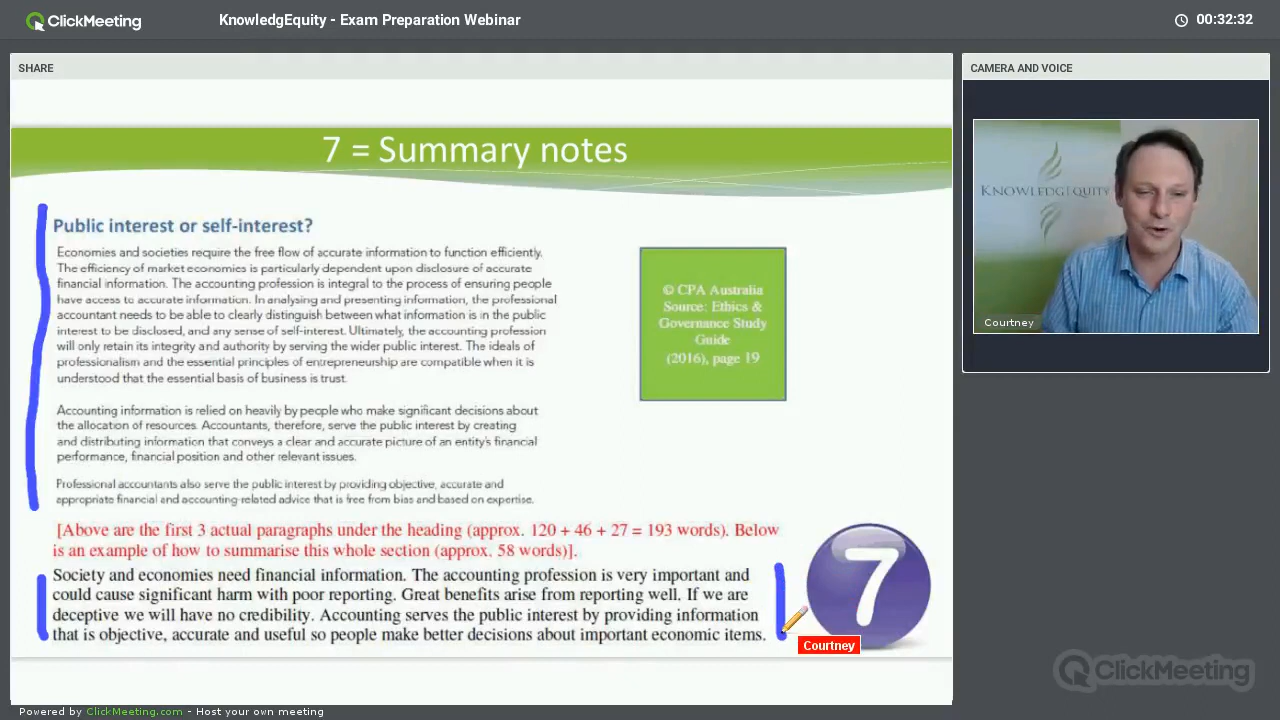 ClickMeeting
KnowledgEquity - Exam Preparation Webinar
00:32:32
SHARE
CAMERA AND VOICE
7 = Summary notes
Public interest or self-interest?
Economies and societies require the free flow of accurate information to function efficiently.
The efficiency of market economies is particularly dependent upon disclosure of accurate
financial information. The accounting profession is integral to the process of ensuring people
have access to accurate information. In analysing and presenting information, the professional
accountant needs to be able to clearly distinguish between what information is in the public
interest to be disclosed, and any sense of self-interest. Ultimately, the accounting profession
will only retain its integrity and authority by serving the wider public interest. The ideals of
professionalism and the essential principles of entrepreneurship are compatible when it is
understood that the essential basis of business is trust.
Accounting information is relied on heavily by people who make significant decisions about
the allocation of resources. Accountants, therefore, serve the public interest by creating
and distributing information that conveys a clear and accurate picture of an entity's financial
performance, financial position and other relevant issues.
Professional accountants also serve the public interest by providing objective, accurate and
appropriate financial and accounting-related advice that is free from bias and based on expertise.
© CPA Australia
Source: Ethics &
Governance Study
Guide
(2016), page 19
[Above are the first 3 actual paragraphs under the heading (approx. 120 + 46 + 27 = 193 words). Below
is an example of how to summarise this whole section (approx. 58 words)].
Society and economies need financial information. The accounting profession is very important and
could cause significant harm with poor reporting. Great benefits arise from reporting well. If we are
deceptive we will have no credibility. Accounting serves the public interest by providing information
that is objective, accurate and useful so people make better decisions about important economic items.
7
Courtney
KNOWLEDGEQUITY
Courtney
ClickMeeting
Powered by ClickMeeting.com - Host your own meeting